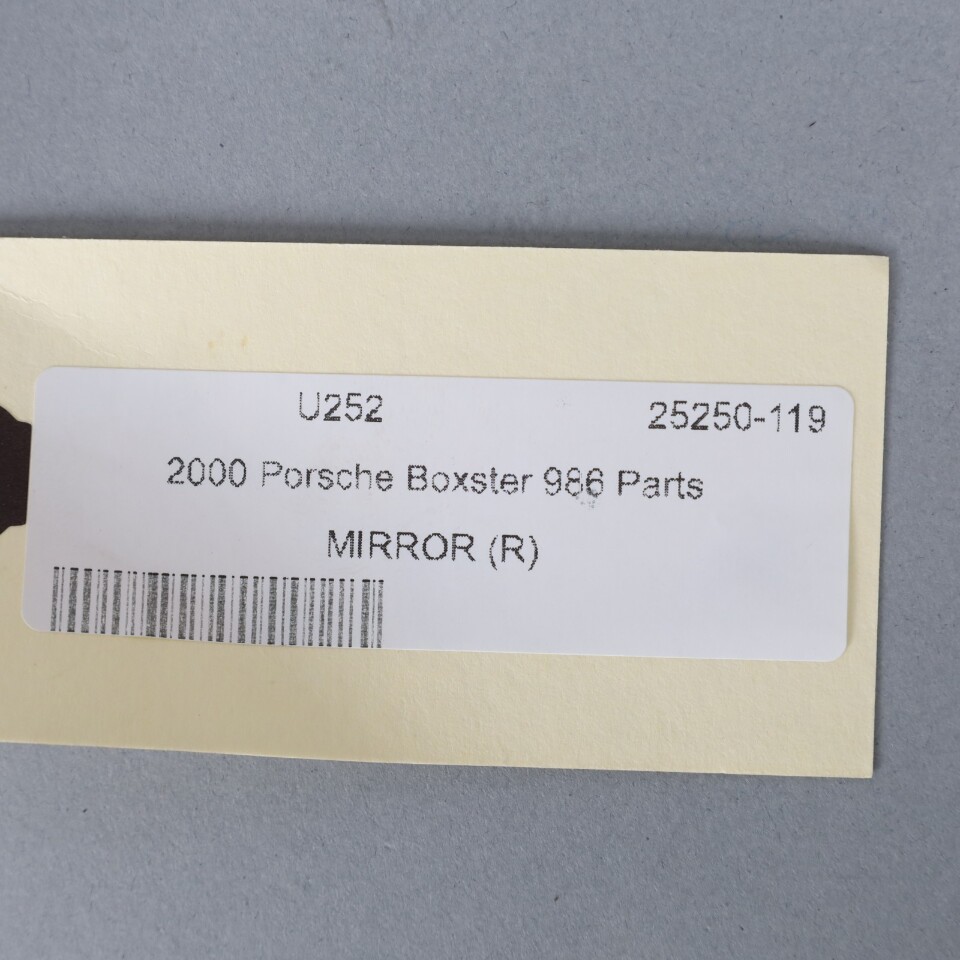 U252 25250-119
2000 Porsche Boxster 986 Parts
MIRROR (R)